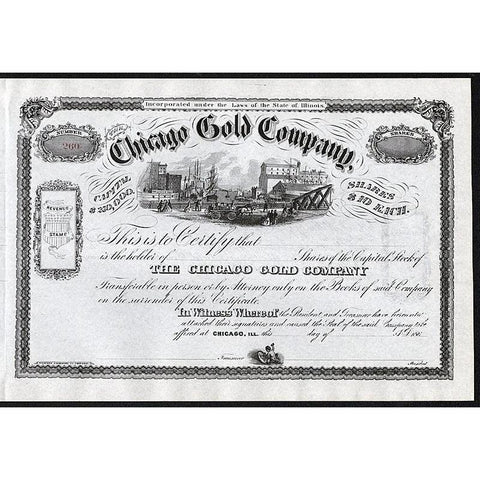 Incorporated under the Laws of the State of Illinois.
NUMBER
260
The
Chicago Gold Company
SHARES
CAPITAL
SHARES
$10 EACH.
REVENUE
STAMP
This is to Certify that
is the holder of Shares of the Capital Stock of
THE CHICAGO GOLD COMPANY
Transferable in person or by Attorney only on the Books of said Company
on the surrender of this Certificate.
In Witness Whereof the President and Treasurer have hereunto
attached their signatures and caused the Seal of the said Company to be
affixed at CHICAGO, ILL. this day of A.D. 186
Treasurer
President